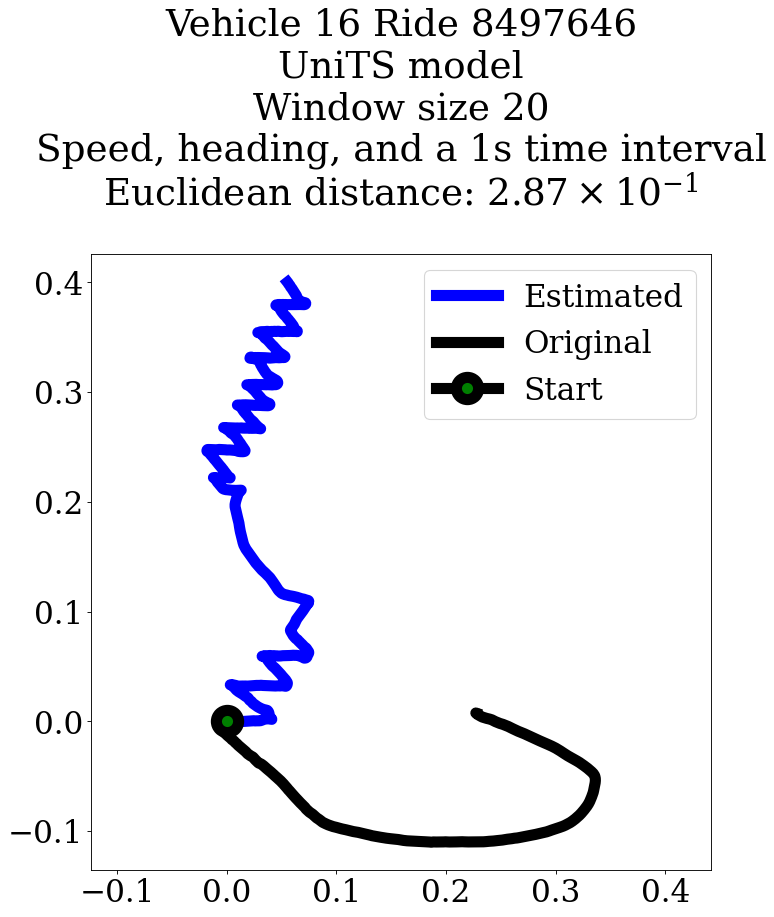 Vehicle 16 Ride 8497646
UniTS model
Window size 20
Speed, heading, and a 1s time interval
Euclidean distance: 2.87 × 10⁻¹
Estimated
Original
Start
0.4
0.3
0.2
0.1
0.0
−0.1
−0.1 0.0 0.1 0.2 0.3 0.4